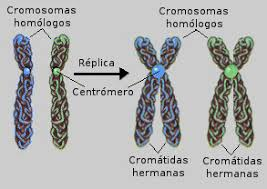 Cromosomas
homólogos
Cromosomas
homólogos
Réplica
Centrómero
Cromátidas
hermanas
Cromátidas
hermanas